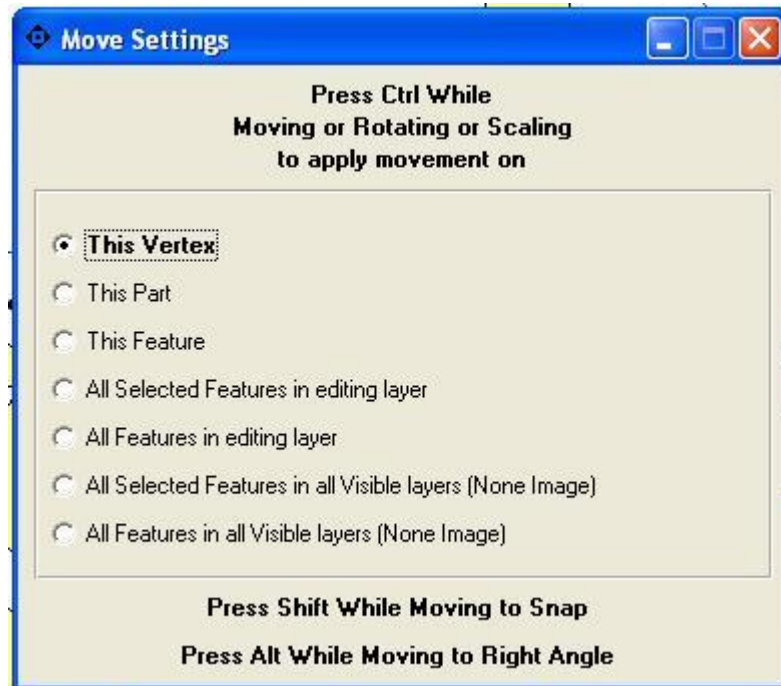 Move Settings
Press Ctrl While
Moving or Rotating or Scaling
to apply movement on
This Vertex
This Part
This Feature
All Selected Features in editing layer
All Features in editing layer
All Selected Features in all Visible layers (None Image)
All Features in all Visible layers (None Image)
Press Shift While Moving to Snap
Press Alt While Moving to Right Angle